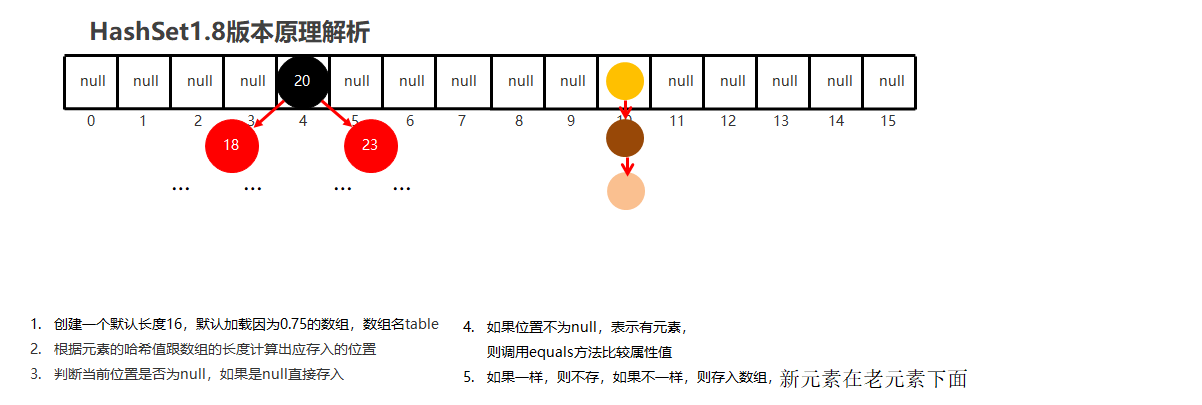 HashSet1.8版本原理解析
null null null null 20 null null null null null null null null null null
0 1 2 3 4 5 6 7 8 9 10 11 12 13 14 15
18 23
... ... ... ...
1. 创建一个默认长度16，默认加载因为0.75的数组，数组名table
2. 根据元素的哈希值跟数组的长度计算出应存入的位置
3. 判断当前位置是否为null，如果是null直接存入
4. 如果位置不为null，表示有元素，
则调用equals方法比较属性值
5. 如果一样，则不存，如果不一样，则存入数组，新元素在老元素下面